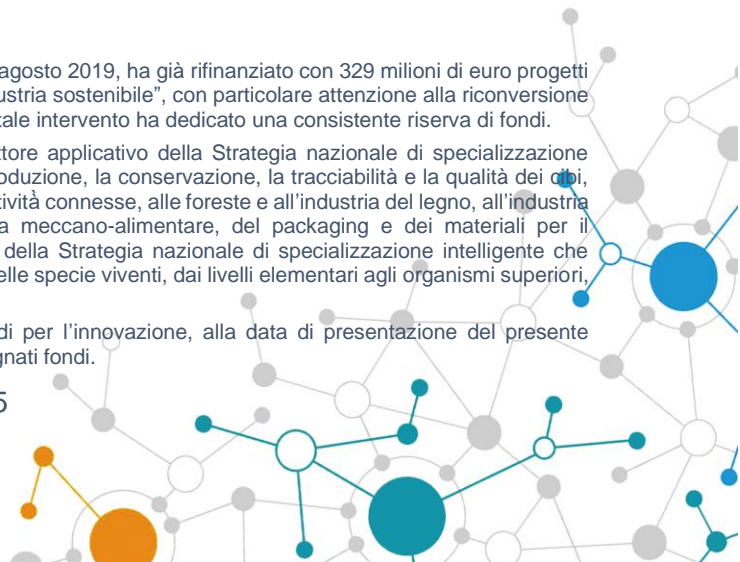 agosto 2019, ha già rifinanziato con 329 milioni di euro progetti
ustria sostenibile”, con particolare attenzione alla riconversione
tale intervento ha dedicato una consistente riserva di fondi.
ttore applicativo della Strategia nazionale di specializzazione
oduzione, la conservazione, la tracciabilità e la qualità dei cibi,
tività connesse, alle foreste e all’industria del legno, all’industria
a meccano-alimentare, del packaging e dei materiali per il
della Strategia nazionale di specializzazione intelligente che
elle specie viventi, dai livelli elementari agli organismi superiori,
di per l’innovazione, alla data di presentazione del presente
gnati fondi.
5